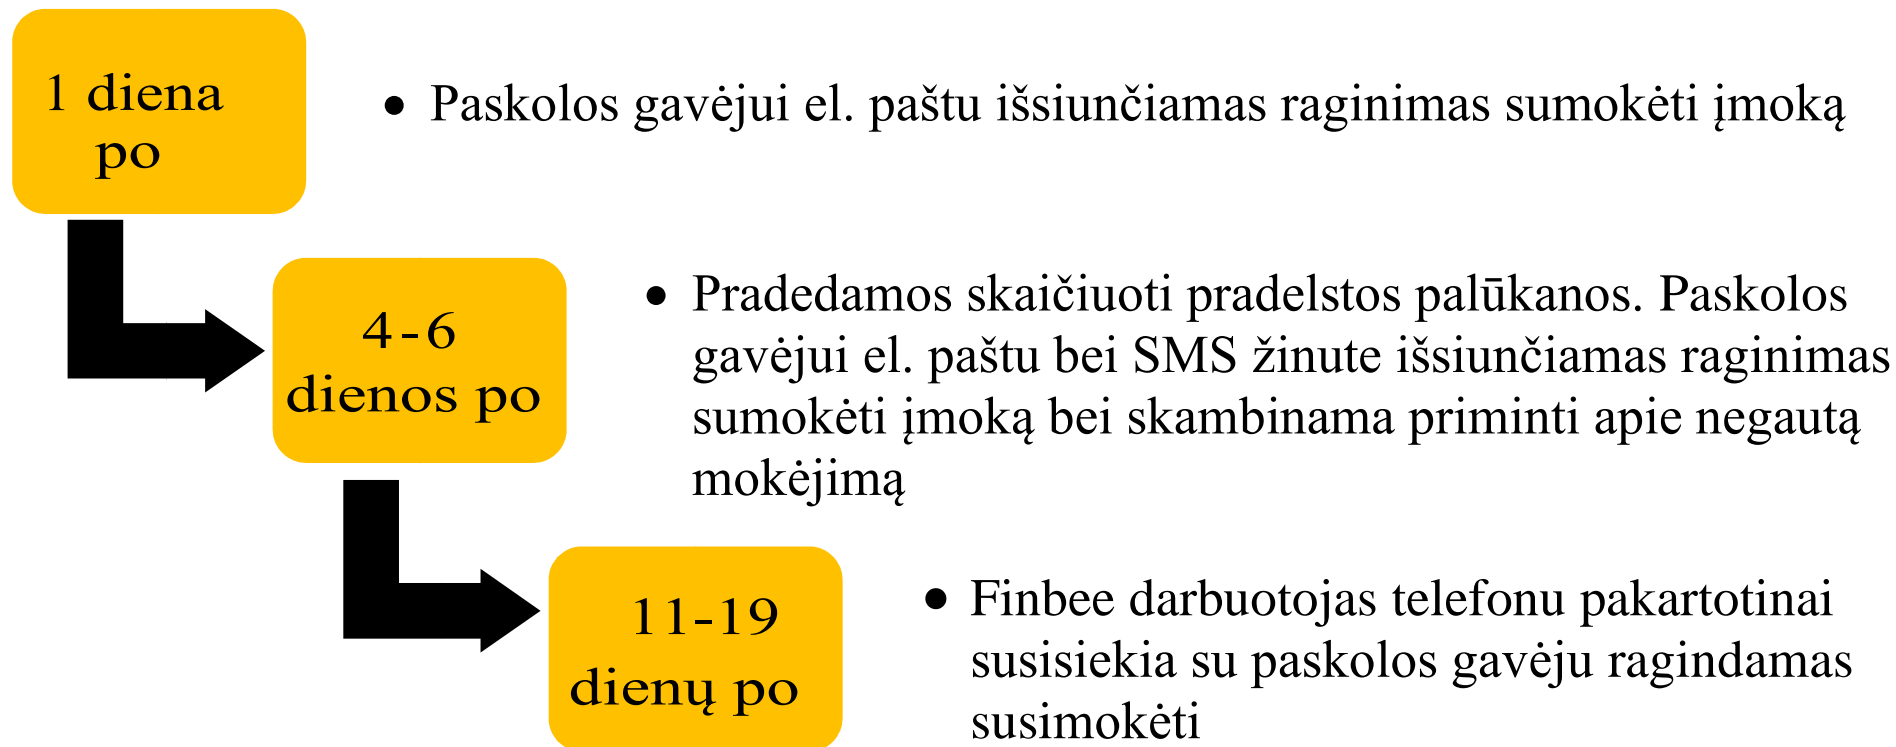 1 diena
po
• Paskolos gavėjui el. paštu išsiunčiamas raginimas sumokėti įmoką
4-6
dienos po
• Pradedamos skaičiuoti pradelstos palūkanos. Paskolos
gavėjui el. paštu bei SMS žinute išsiunčiamas raginimas
sumokėti įmoką bei skambinama priminti apie negautą
mokėjimą
11-19
dienų po
• Finbee darbuotojas telefonu pakartotinai
susisiekia su paskolos gavėju ragindamas
susimokėti